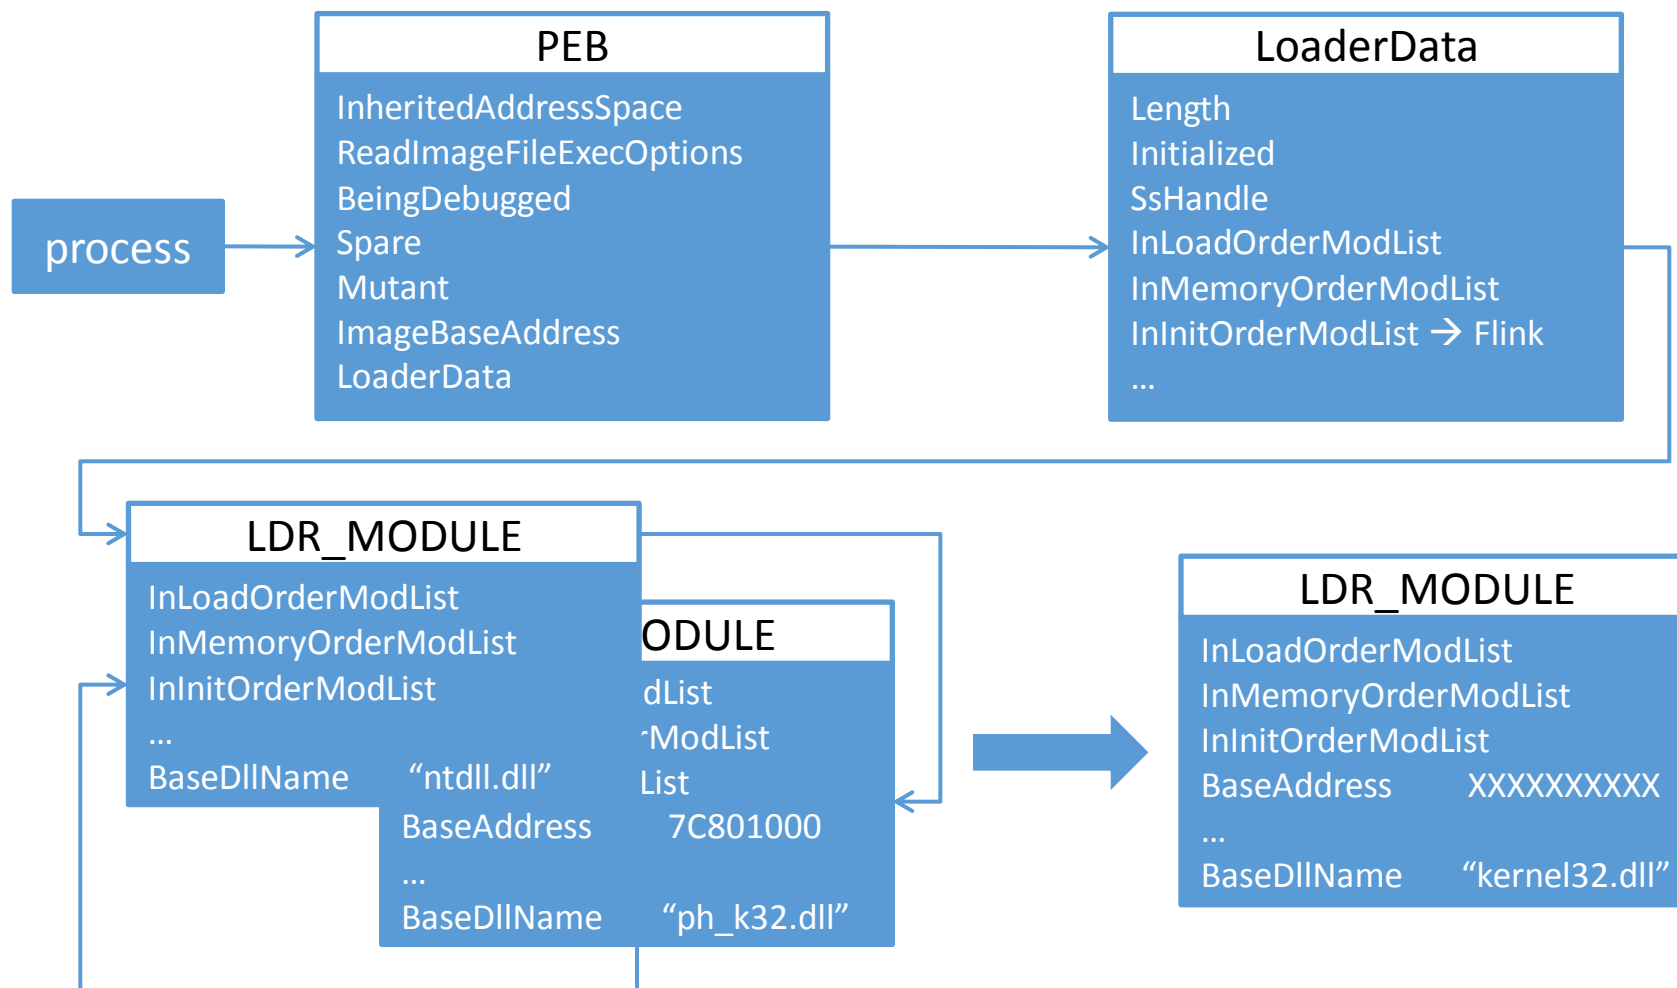 process
PEB
InheritedAddressSpace
ReadImageFileExecOptions
BeingDebugged
Spare
Mutant
ImageBaseAddress
LoaderData
LoaderData
Length
Initialized
SsHandle
InLoadOrderModList
InMemoryOrderModList
InInitOrderModList → Flink
...
LDR_MODULE
InLoadOrderModList
InMemoryOrderModList
InInitOrderModList
...
BaseDllName “ntdll.dll”
ODULE
dList
rModList
List
BaseAddress 7C801000
...
BaseDllName “ph_k32.dll”
LDR_MODULE
InLoadOrderModList
InMemoryOrderModList
InInitOrderModList
BaseAddress XXXXXXXXXX
...
BaseDllName “kernel32.dll”